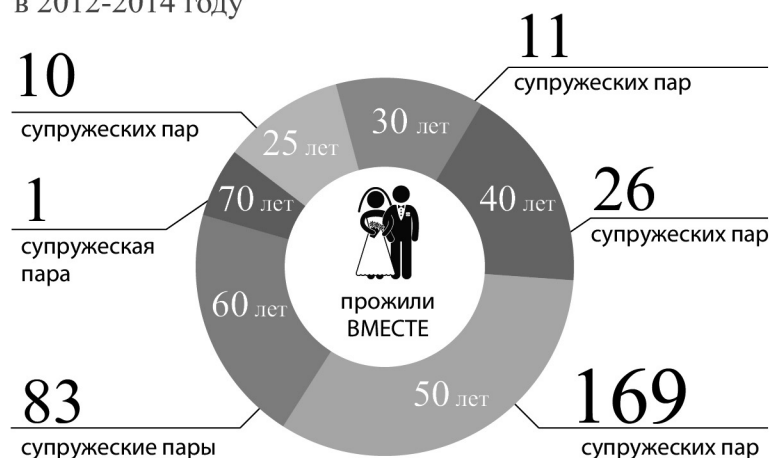 в 2012-2014 году
11
супружеских пар
10
супружеских пар
30 лет
25 лет
40 лет
26
супружеских пар
70 лет
1
супружеская
пара
прожили
ВМЕСТЕ
60 лет
50 лет
83
супружеские пары
169
супружеских пар